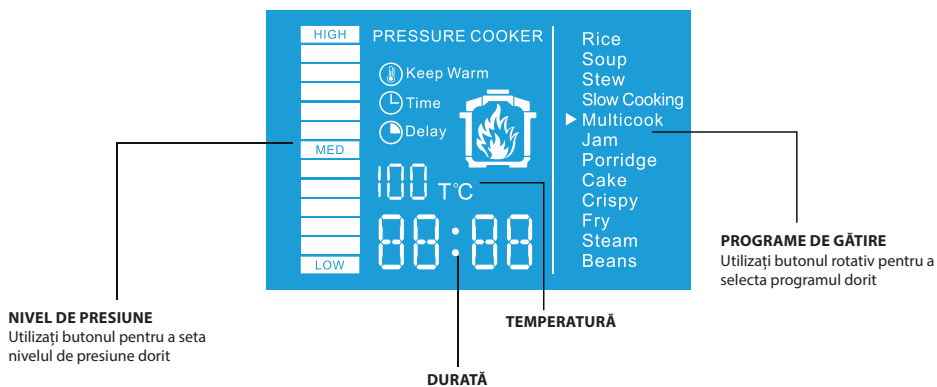 HIGH
MED
LOW
PRESSURE COOKER
Keep Warm
Time
Delay
100 T°C
88:88
Rice
Soup
Stew
Slow Cooking
Multicook
Jam
Porridge
Cake
Crispy
Fry
Steam
Beans
PROGRAME DE GĂTIRE
Utilizați butonul rotativ pentru a
selecta programul dorit
NIVEL DE PRESIUNE
Utilizați butonul pentru a seta
nivelul de presiune dorit
TEMPERATURĂ
DURATĂ